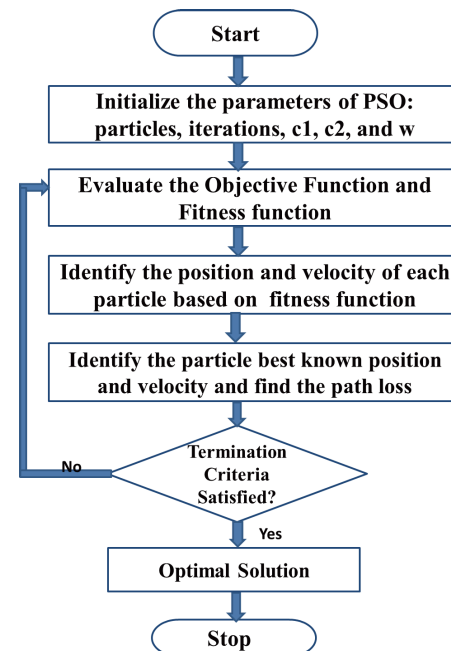 Start
Initialize the parameters of PSO:
particles, iterations, c1, c2, and w
Evaluate the Objective Function and
Fitness function
Identify the position and velocity of each
particle based on fitness function
Identify the particle best known position
and velocity and find the path loss
Termination
Criteria
Satisfied?
No
Yes
Optimal Solution
Stop